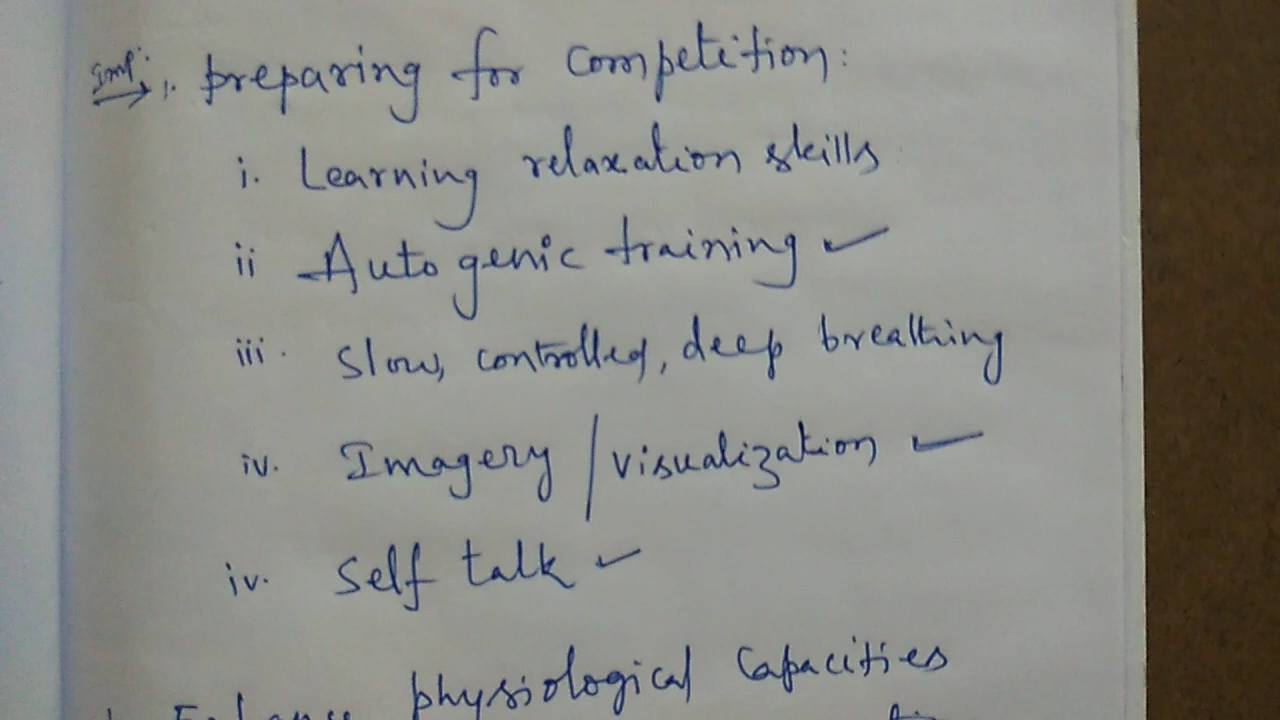 Imp. 1. Preparing for competition:
i. Learning relaxation skills
ii Autogenic training
iii. Slow, controlled, deep breathing
iv. Imagery / visualization
iv. Self talk
physiological Capacities